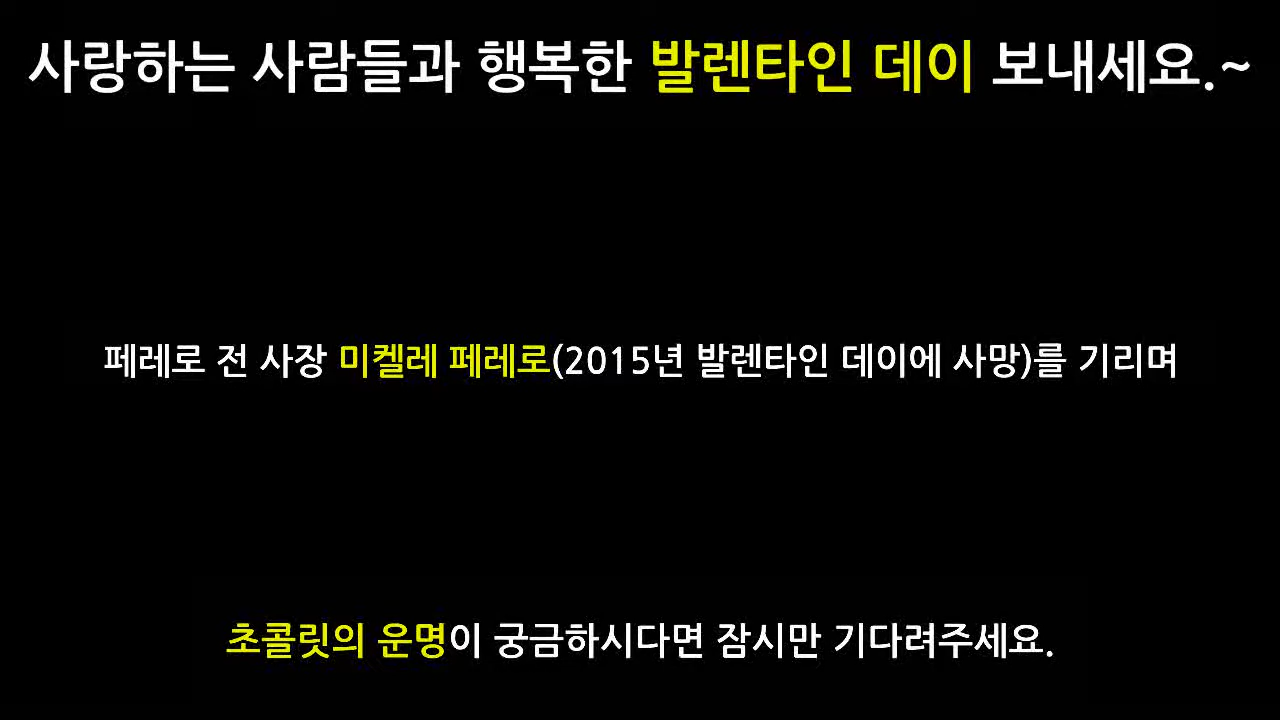 사랑하는 사람들과 행복한 발렌타인 데이 보내세요.~
페레로 전 사장 미켈레 페레로(2015년 발렌타인 데이에 사망)를 기리며
초콜릿의 운명이 궁금하시다면 잠시만 기다려주세요.